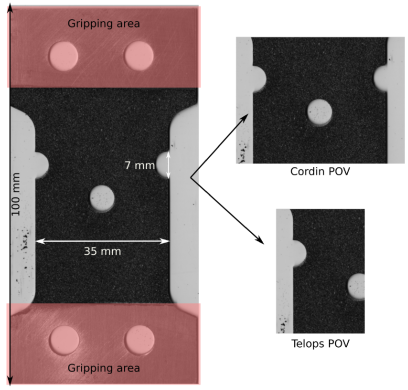 Gripping area
7 mm
100 mm
35 mm
Gripping area
Cordin POV
Telops POV